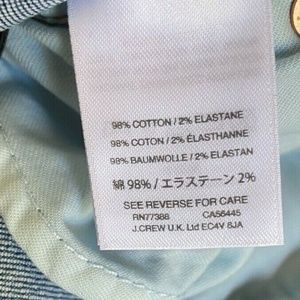 98% COTTON / 2% ELASTANE
98% COTON / 2% ÉLASTHANNE
98% BAUMWOLLE / 2% ELASTAN
綿 98% / エラステーン 2%
SEE REVERSE FOR CARE
RN77388 CA56445
J.CREW U.K. Ltd EC4V 6JA